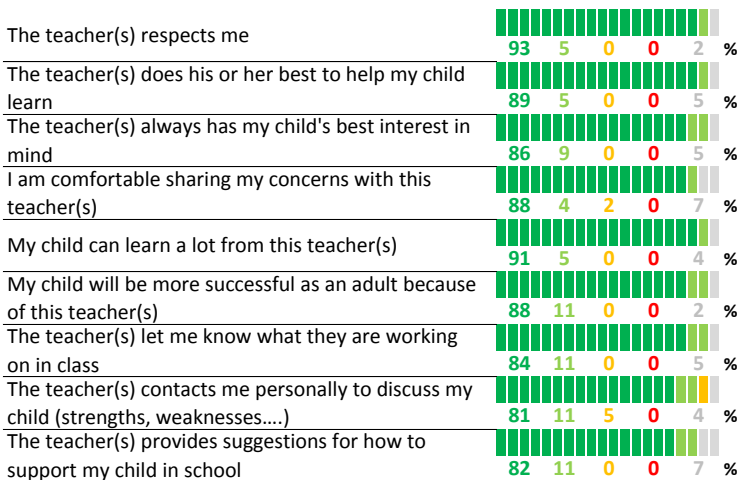 The teacher(s) respects me
93 5 0 0 2 %
The teacher(s) does his or her best to help my child
learn
89 5 0 0 5 %
The teacher(s) always has my child's best interest in
mind
86 9 0 0 5 %
I am comfortable sharing my concerns with this
teacher(s)
88 4 2 0 7 %
My child can learn a lot from this teacher(s)
91 5 0 0 4 %
My child will be more successful as an adult because
of this teacher(s)
88 11 0 0 2 %
The teacher(s) let me know what they are working
on in class
84 11 0 0 5 %
The teacher(s) contacts me personally to discuss my
child (strengths, weaknesses....)
81 11 5 0 4 %
The teacher(s) provides suggestions for how to
support my child in school
82 11 0 0 7 %